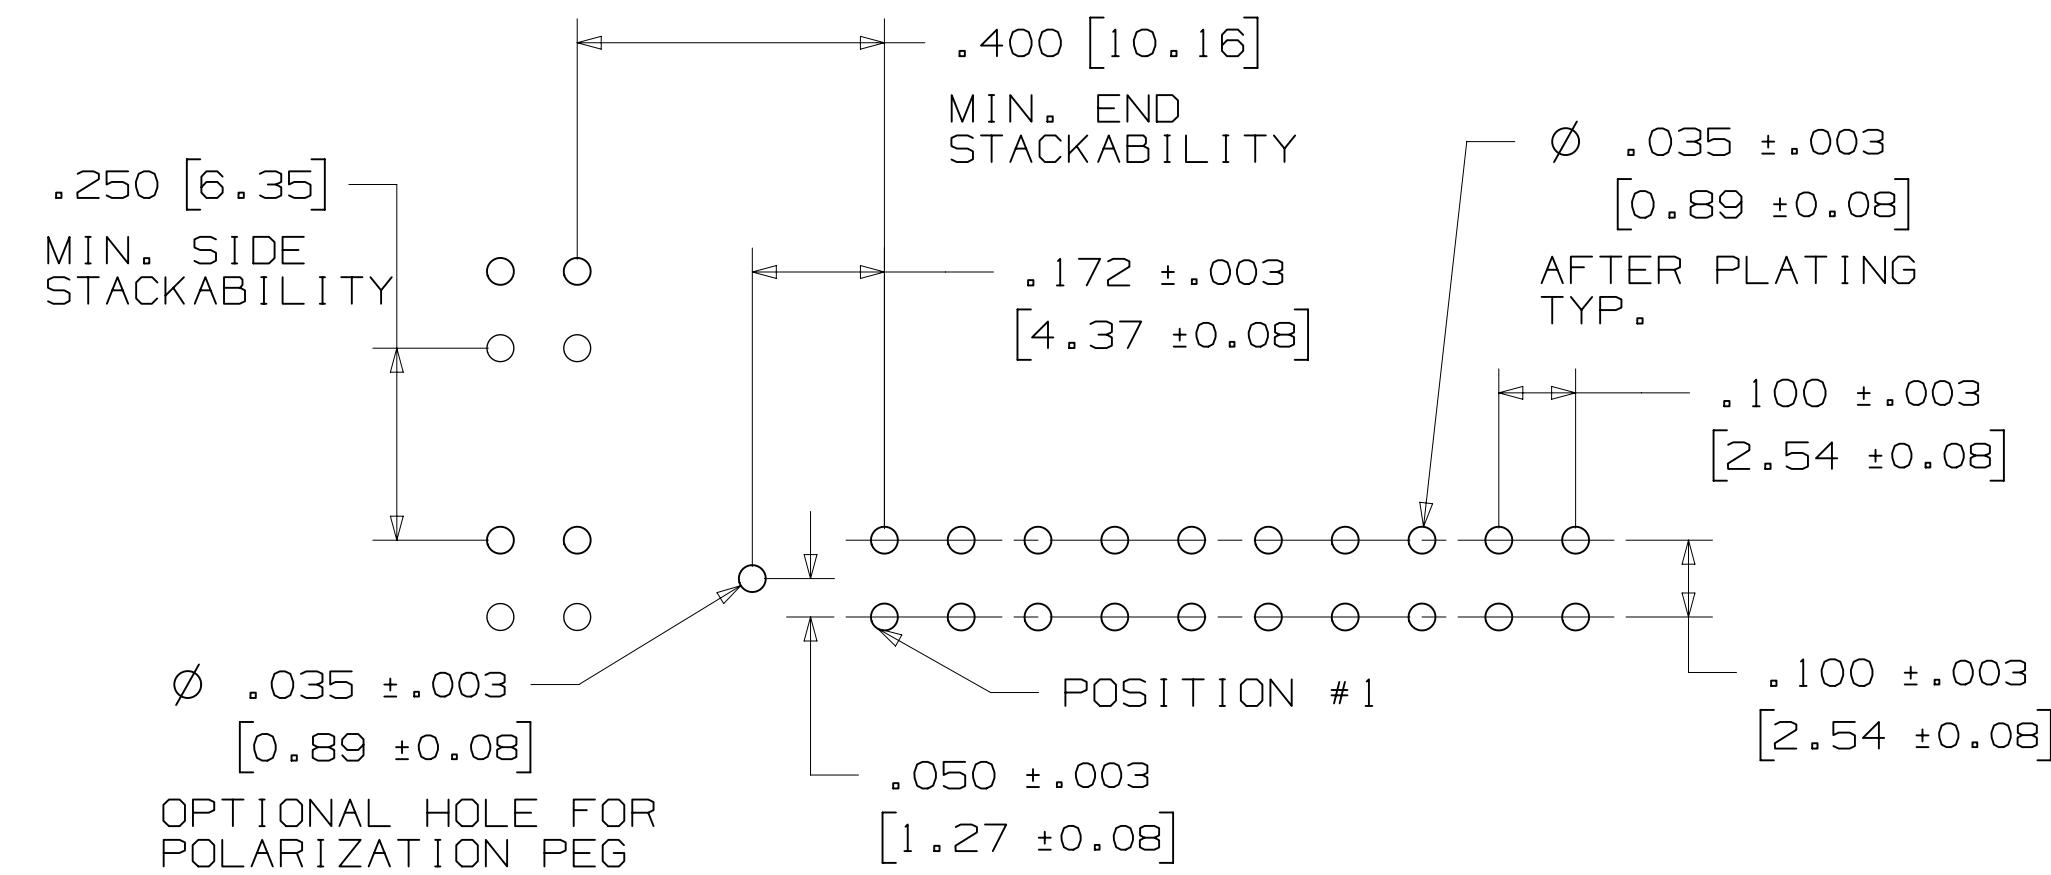 .400 [10.16]
MIN. END
STACKABILITY
Ø .035 ±.003
[0.89 ±0.08]
AFTER PLATING
TYP.
.250 [6.35]
MIN. SIDE
STACKABILITY
.172 ±.003
[4.37 ±0.08]
.100 ±.003
[2.54 ±0.08]
Ø .035 ±.003
[0.89 ±0.08]
OPTIONAL HOLE FOR
POLARIZATION PEG
POSITION #1
.100 ±.003
[2.54 ±0.08]
.050 ±.003
[1.27 ±0.08]